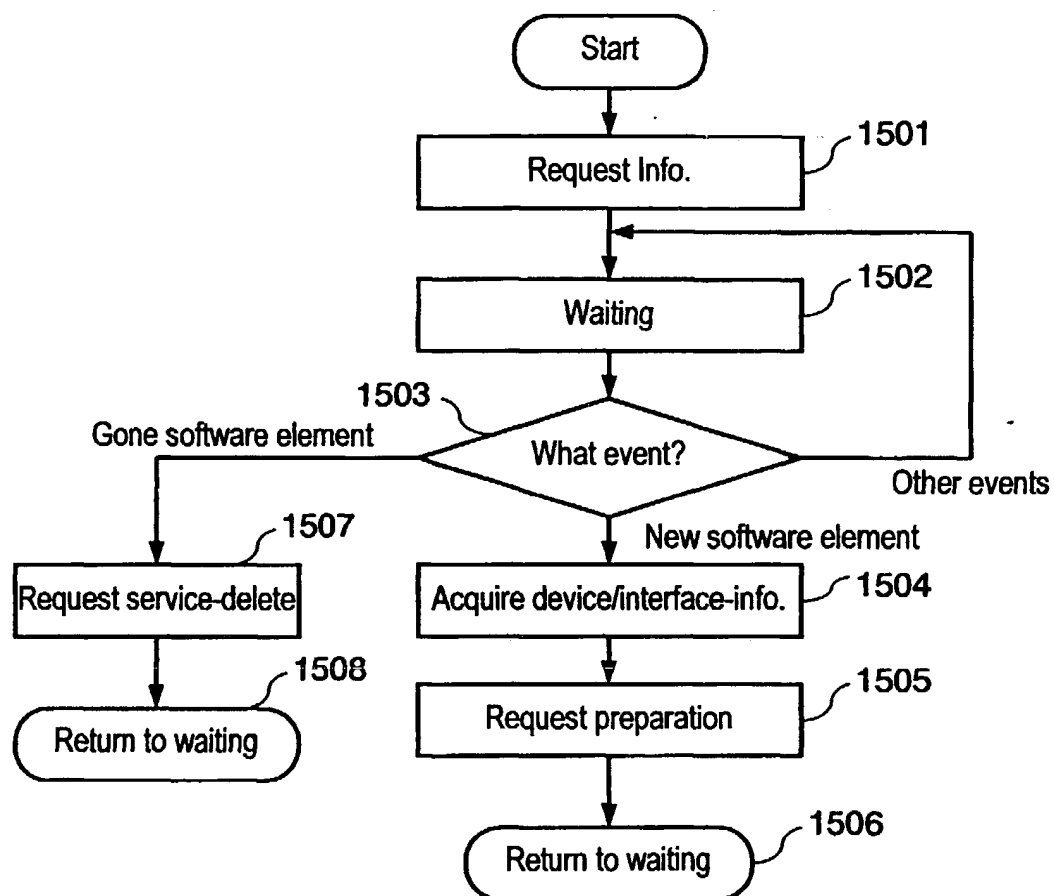 Start
1501
Request Info.
1502
Waiting
1503
Gone software element
What event?
Other events
1507
New software element
Request service-delete
Acquire device/interface-info.
1504
1508
1505
Return to waiting
Request preparation
1506
Return to waiting